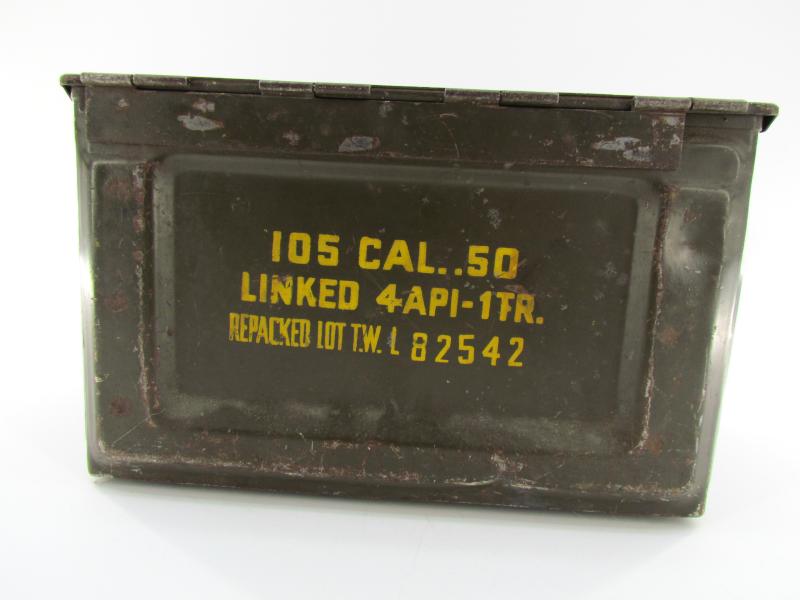 105 CAL..50
LINKED 4API-1TR.
REPACKED LOT T.W. L 82542